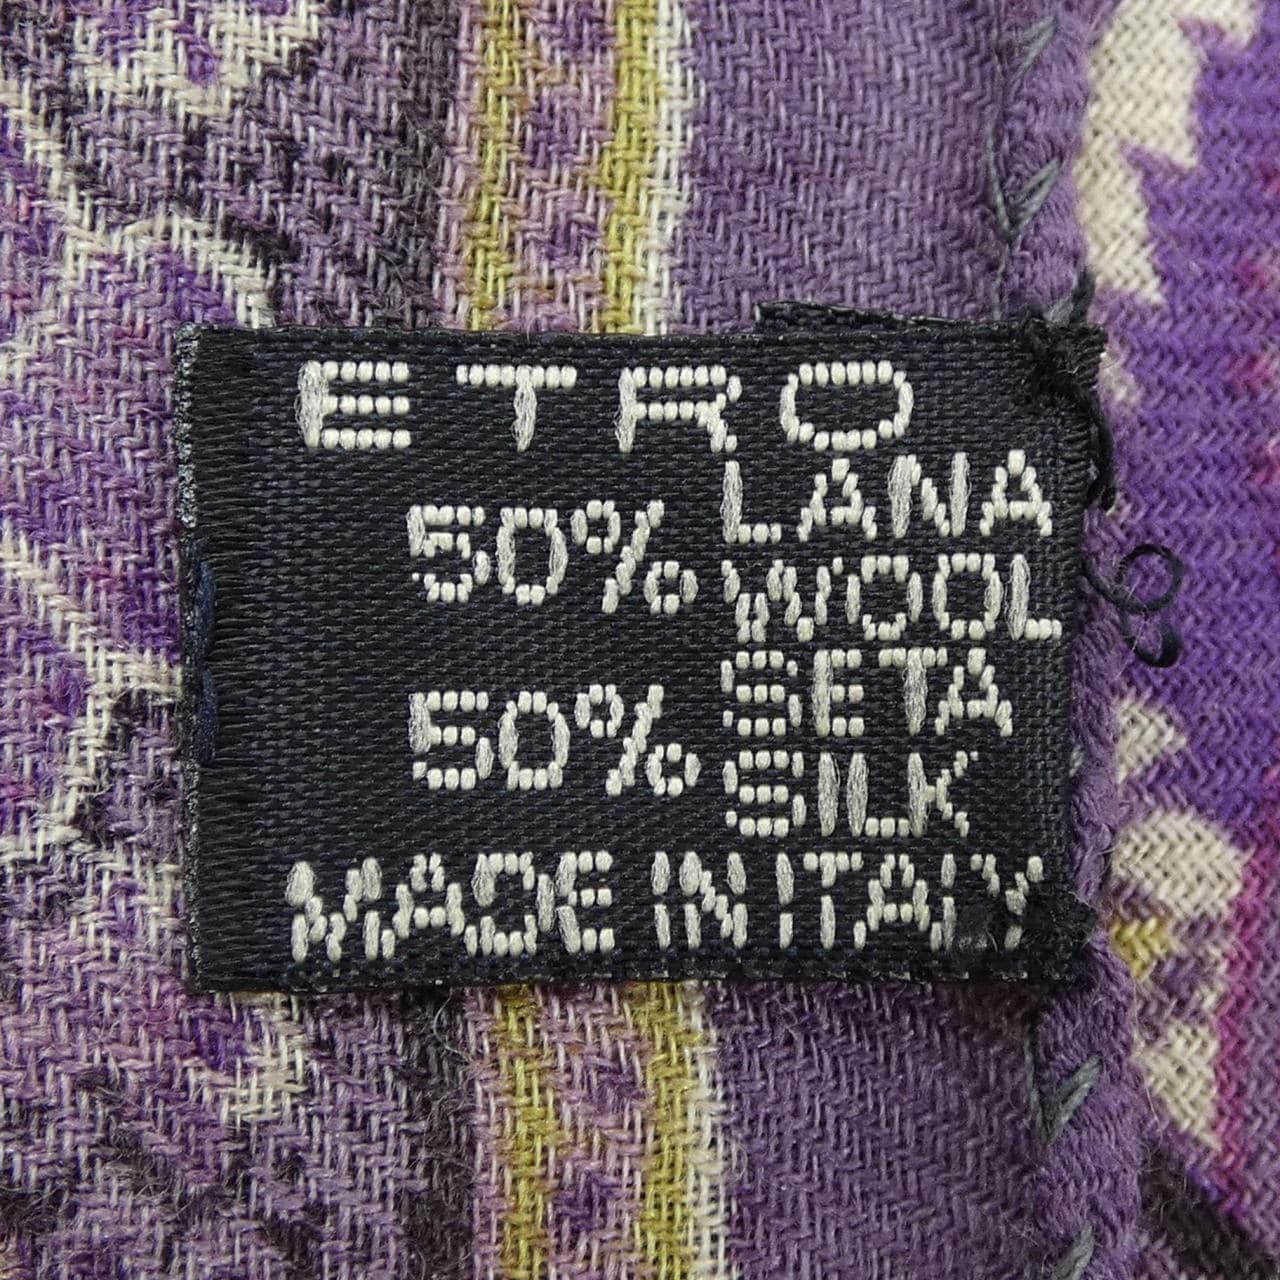 ETRO
50% LANA
WOOL
50% SETA
SILK
MADE IN ITALY